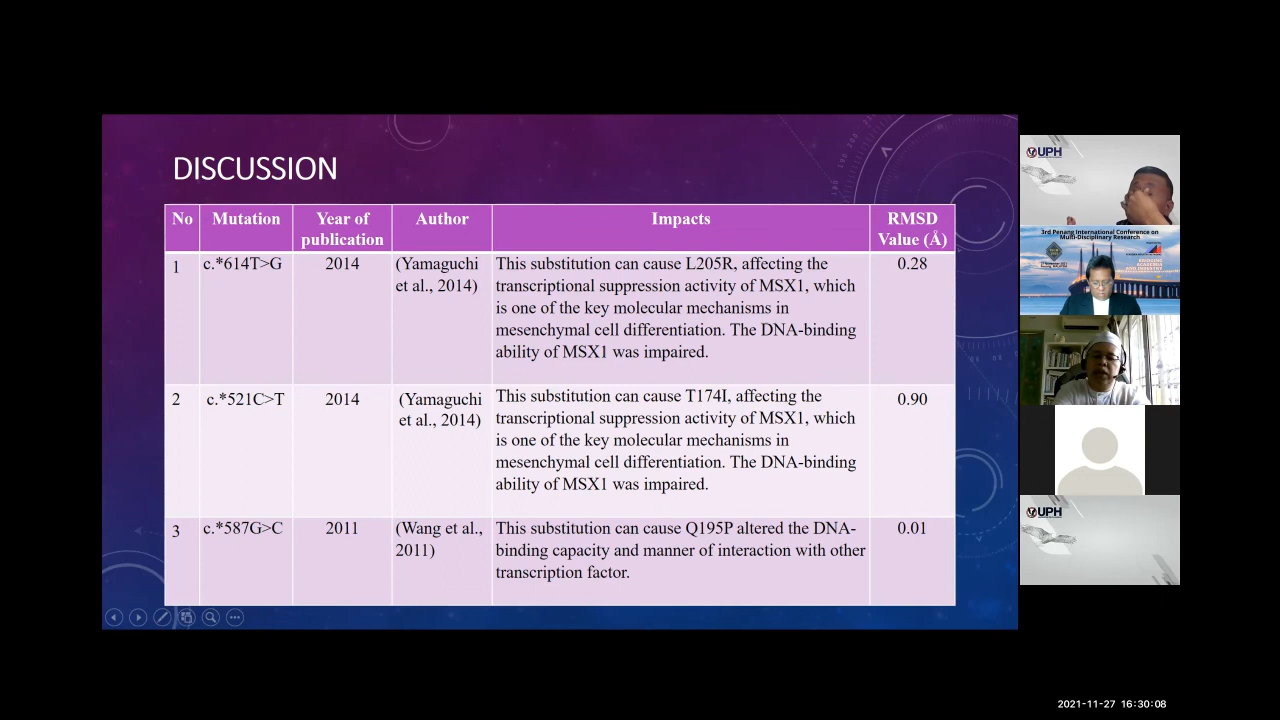 DISCUSSION
No
Mutation
Year of
publication
Author
Impacts
RMSD
Value (Å)
1
c.*614T>G
2014
(Yamaguchi
et al., 2014)
This substitution can cause L205R, affecting the
transcriptional suppression activity of MSX1, which
is one of the key molecular mechanisms in
mesenchymal cell differentiation. The DNA-binding
ability of MSX1 was impaired.
0.28
2
c.*521C>T
2014
(Yamaguchi
et al., 2014)
This substitution can cause T174I, affecting the
transcriptional suppression activity of MSX1, which
is one of the key molecular mechanisms in
mesenchymal cell differentiation. The DNA-binding
ability of MSX1 was impaired.
0.90
3
c.*587G>C
2011
(Wang et al.,
2011)
This substitution can cause Q195P altered the DNA-
binding capacity and manner of interaction with other
transcription factor.
0.01
UPH
3rd Penang International Conference on
Multi-Disciplinary Research
BRIDGING
ACADEMIA
AND INDUSTRY
UPH
2021-11-27 16:30:08